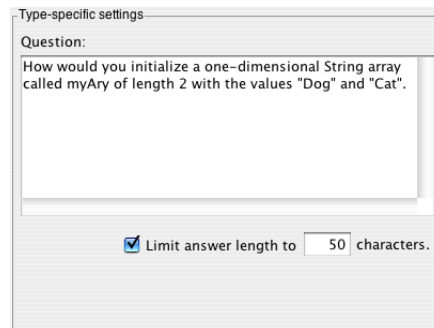 Type-specific settings
Question:
How would you initialize a one-dimensional String array
called myAry of length 2 with the values "Dog" and "Cat".
Limit answer length to 50 characters.